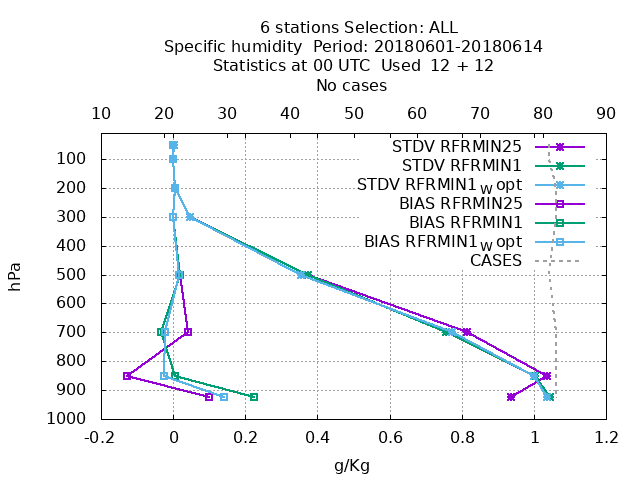 6 stations Selection: ALL
Specific humidity  Period: 20180601-20180614
Statistics at 00 UTC  Used  12 + 12
No cases
10 20 30 40 50 60 70 80 90
STDV RFRMIN25
STDV RFRMIN1
STDV RFRMIN1_W opt
BIAS RFRMIN25
BIAS RFRMIN1
BIAS RFRMIN1_W opt
CASES
100
200
300
400
500
600
700
800
900
1000
hPa
-0.2 0 0.2 0.4 0.6 0.8 1 1.2
g/Kg